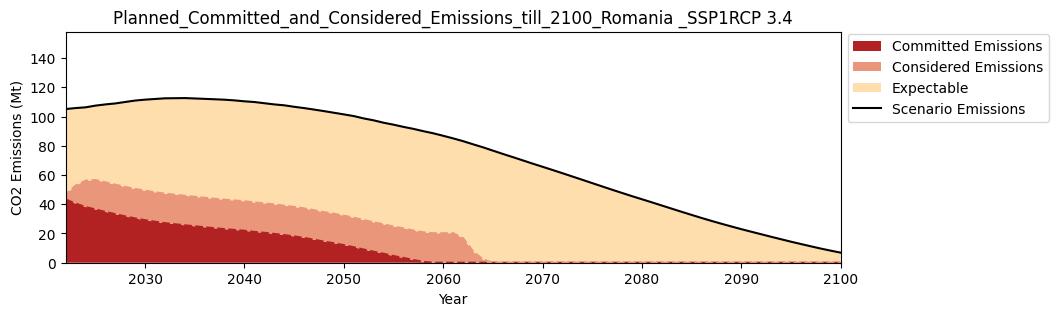 Planned_Committed_and_Considered_Emissions_till_2100_Romania _SSP1RCP 3.4
CO2 Emissions (Mt)
140
120
100
80
60
40
20
0
2030 2040 2050 2060 2070 2080 2090 2100
Year
Committed Emissions
Considered Emissions
Expectable
Scenario Emissions